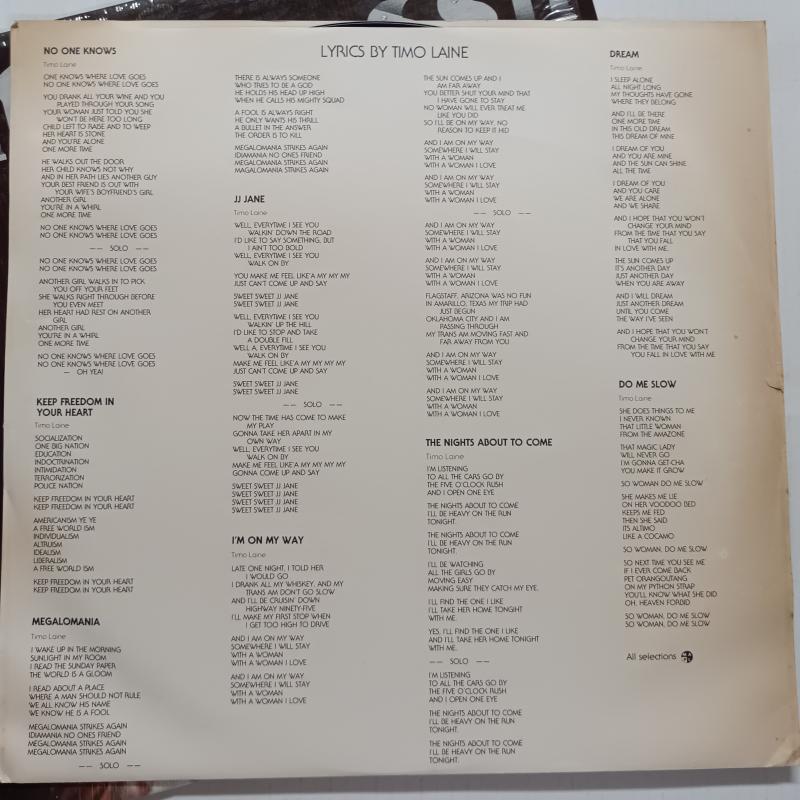 LYRICS BY TIMO LAINE
NO ONE KNOWS
Timo Laine
ONE KNOWS WHERE LOVE GOES
NO ONE KNOWS WHERE LOVE GOES
YOU DRANK ALL YOUR WINE AND YOU
PLAYED THROUGH YOUR SONG
YOUR WOMAN JUST TOLD YOU SHE
WON'T BE HERE TOO LONG
CHILD LEFT TO RAISE AND TO WEEP
HER HEART IS STONE
AND YOU'RE ALONE
ONE MORE TIME
HE WALKS OUT THE DOOR
HER CHILD KNOWS NOT WHY
AND IN HER PATH LIES ANOTHER GUY
YOUR BEST FRIEND IS OUT WITH
YOUR WIFE'S BOYFRIEND'S GIRL
ANOTHER GIRL
YOU'RE IN A WHIRL
ONE MORE TIME
NO ONE KNOWS WHERE LOVE GOES
NO ONE KNOWS WHERE LOVE GOES
—— SOLO ——
NO ONE KNOWS WHERE LOVE GOES
NO ONE KNOWS WHERE LOVE GOES
ANOTHER GIRL WALKS IN TO PICK
YOU OFF YOUR FEET
SHE WALKS RIGHT THROUGH BEFORE
YOU EVEN MEET
HER HEART HAD REST ON ANOTHER
GIRL
ANOTHER GIRL
YOU'RE IN A WHIRL
ONE MORE TIME
NO ONE KNOWS WHERE LOVE GOES
NO ONE KNOWS WHERE LOVE GOES
— OH YEA!
KEEP FREEDOM IN
YOUR HEART
Timo Laine
SOCIALIZATION
ONE BIG NATION
EDUCATION
INDOCTRINATION
INTIMIDATION
TERRORIZATION
POLICE NATION
KEEP FREEDOM IN YOUR HEART
KEEP FREEDOM IN YOUR HEART
AMERICANISM YE YE
A FREE WORLD ISM
INDIVIDUALISM
ALTRUISM
IDEALISM
LIBERALISM
A FREE WORLD ISM
KEEP FREEDOM IN YOUR HEART
KEEP FREEDOM IN YOUR HEART
MEGALOMANIA
Timo Laine
I WAKE UP IN THE MORNING
SUNLIGHT IN MY ROOM
I READ THE SUNDAY PAPER
THE WORLD IS A GLOOM
I READ ABOUT A PLACE
WHERE A MAN SHOULD NOT RULE
WE ALL KNOW HIS NAME
WE KNOW HE IS A FOOL
MEGALOMANIA STRIKES AGAIN
IDIAMANIA NO ONES FRIEND
MEGALOMANIA STRIKES AGAIN
MEGALOMANIA STRIKES AGAIN
—— SOLO ——
THERE IS ALWAYS SOMEONE
WHO TRIES TO BE A GOD
HE HOLDS HIS HEAD UP HIGH
WHEN HE CALLS HIS MIGHTY SQUAD
A FOOL IS ALWAYS RIGHT
HE ONLY WANTS HIS THRILL
A BULLET IN THE ANSWER
THE ORDER IS TO KILL
MEGALOMANIA STRIKES AGAIN
IDIAMANIA NO ONES FRIEND
MEGALOMANIA STRIKES AGAIN
MAGALOMANIA STRIKES AGAIN
JJ JANE
Timo Laine
WELL, EVERYTIME I SEE YOU
WALKIN' DOWN THE ROAD
I'D LIKE TO SAY SOMETHING, BUT
I AIN'T TOO BOLD
WELL, EVERYTIME I SEE YOU
WALK ON BY
YOU MAKE ME FEEL LIKE'A MY MY MY
JUST CAN'T COME UP AND SAY
SWEET SWEET JJ JANE
SWEET SWEET JJ JANE
WELL, EVERYTIME I SEE YOU
WALKIN' UP THE HILL
I'D LIKE TO STOP AND TAKE
A DOUBLE FILL
WELL A, EVERYTIME I SEE YOU
WALK ON BY
MAKE ME FEEL LIKE'A MY MY MY MY
JUST CAN'T COME UP AND SAY
SWEET SWEET JJ JANE
SWEET SWEET JJ JANE
—— SOLO ——
NOW THE TIME HAS COME TO MAKE
MY PLAY
GONNA TAKE HER APART IN MY
OWN WAY
WELL, EVERYTIME I SEE YOU
WALK ON BY
MAKE ME FEEL LIKE'A MY MY MY MY
GONNA COME UP AND SAY
SWEET SWEET JJ JANE
SWEET SWEET JJ JANE
SWEET SWEET JJ JANE
SWEET SWEET JJ JANE
I'M ON MY WAY
Timo Laine
LATE ONE NIGHT, I TOLD HER
I WOULD GO
I DRANK ALL MY WHISKEY, AND MY
TRANS AM DON'T GO SLOW
AND I'LL BE CRUISIN' DOWN
HIGHWAY NINETY-FIVE
I'LL MAKE MY FIRST STOP WHEN
I GET TOO HIGH TO DRIVE
AND I AM ON MY WAY
SOMEWHERE I WILL STAY
WITH A WOMAN
WITH A WOMAN I LOVE
AND I AM ON MY WAY
SOMEWHERE I WILL STAY
WITH A WOMAN
WITH A WOMAN I LOVE
THE SUN COMES UP AND I
AM FAR AWAY
YOU BETTER SHUT YOUR MIND THAT
I HAVE GONE TO STAY
NO WOMAN WILL EVER TREAT ME
LIKE YOU DID
SO I'LL BE ON MY WAY, NO
REASON TO KEEP IT HID
AND I AM ON MY WAY
SOMEWHERE I WILL STAY
WITH A WOMAN
WITH A WOMAN I LOVE
AND I AM ON MY WAY
SOMEWHERE I WILL STAY
WITH A WOMAN
WITH A WOMAN I LOVE
—— SOLO ——
AND I AM ON MY WAY
SOMEWHERE I WILL STAY
WITH A WOMAN
WITH A WOMAN I LOVE
AND I AM ON MY WAY
SOMEWHERE I WILL STAY
WITH A WOMAN
WITH A WOMAN I LOVE
FLAGSTAFF, ARIZONA WAS NO FUN
IN AMARILLO, TEXAS MY TRIP HAD
JUST BEGUN
OKLAHOMA CITY AND I AM
PASSING THROUGH
MY TRANS AM MOVING FAST AND
FAR AWAY FROM YOU
AND I AM ON MY WAY
SOMEWHERE I WILL STAY
WITH A WOMAN
WITH A WOMAN I LOVE
AND I AM ON MY WAY
SOMEWHERE I WILL STAY
WITH A WOMAN
WITH A WOMAN I LOVE
THE NIGHTS ABOUT TO COME
Timo Laine
I'M LISTENING
TO ALL THE CARS GO BY
THE FIVE O'CLOCK RUSH
AND I OPEN ONE EYE
THE NIGHTS ABOUT TO COME
I'LL BE HEAVY ON THE RUN
TONIGHT.
THE NIGHTS ABOUT TO COME
I'LL BE HEAVY ON THE RUN
TONIGHT.
I'LL BE WATCHING
ALL THE GIRLS GO BY
MOVING EASY
MAKING SURE THEY CATCH MY EYE.
I'LL FIND THE ONE I LIKE
I'LL TAKE HER HOME TONIGHT
WITH ME.
YES, I'LL FIND THE ONE I LIKE
AND I'LL TAKE HER HOME TONIGHT
WITH ME.
—— SOLO ——
I'M LISTENING
TO ALL THE CARS GO BY
THE FIVE O'CLOCK RUSH
AND I OPEN ONE EYE
THE NIGHTS ABOUT TO COME
I'LL BE HEAVY ON THE RUN
TONIGHT.
THE NIGHTS ABOUT TO COME
I'LL BE HEAVY ON THE RUN
TONIGHT.
DREAM
Timo Laine
I SLEEP ALONE
ALL NIGHT LONG
MY THOUGHTS HAVE GONE
WHERE THEY BELONG
AND I'LL BE THERE
ONE MORE TIME
IN THIS OLD DREAM
THIS DREAM OF MINE
I DREAM OF YOU
AND YOU ARE MINE
AND THE SUN CAN SHINE
ALL THE TIME
I DREAM OF YOU
AND YOU CARE
WE ARE ALONE
AND WE SHARE
AND I HOPE THAT YOU WON'T
CHANGE YOUR MIND
FROM THE TIME THAT YOU SAY
THAT YOU FALL
IN LOVE WITH ME.
THE SUN COMES UP
IT'S ANOTHER DAY
JUST ANOTHER DAY
WHEN YOU ARE AWAY
AND I WILL DREAM
JUST ANOTHER DREAM
UNTIL YOU COME
THE WAY I'VE SEEN
AND I HOPE THAT YOU WON'T
CHANGE YOUR MIND
FROM THE TIME THAT YOU SAY
YOU FALL IN LOVE WITH ME
DO ME SLOW
Timo Laine
SHE DOES THINGS TO ME
I NEVER KNOWN
THAT LITTLE WOMAN
FROM THE AMAZONE
THAT MAGIC LADY
WILL NEVER GO
I'M GONNA GET-CHA
YOU MAKE IT GROW
SO WOMAN DO ME SLOW
SHE MAKES ME LIE
ON HER VOODOO BED
KEEPS ME FED
THEN SHE SAID
ITS ALTIMO
LIKE A COCAMO
SO WOMAN, DO ME SLOW
SO NEXT TIME YOU SEE ME
IF I EVER COME BACK
PET ORANGOUTANG
ON MY PYTHON STRAP
YOU'LL KNOW WHAT SHE DID
OH, HEAVEN FORBID
SO WOMAN, DO ME SLOW
SO WOMAN, DO ME SLOW
All selections